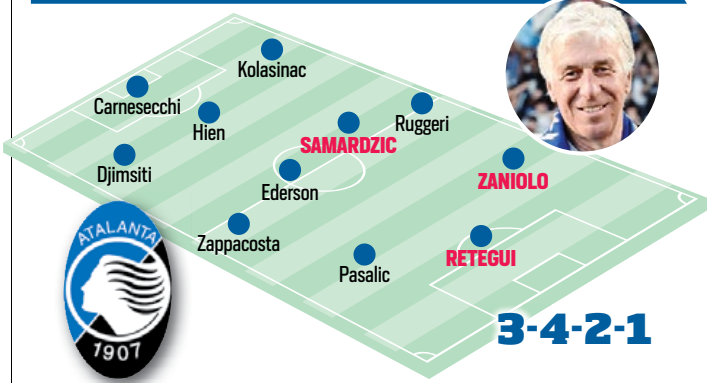 Kolasinac
Carnesecchi
Hien
Ruggeri
SAMARDZIC
Djimsiti
ZANIOLO
Ederson
Zappacosta
Pasalic
RETEGUI
ATALANTA
1907
3-4-2-1